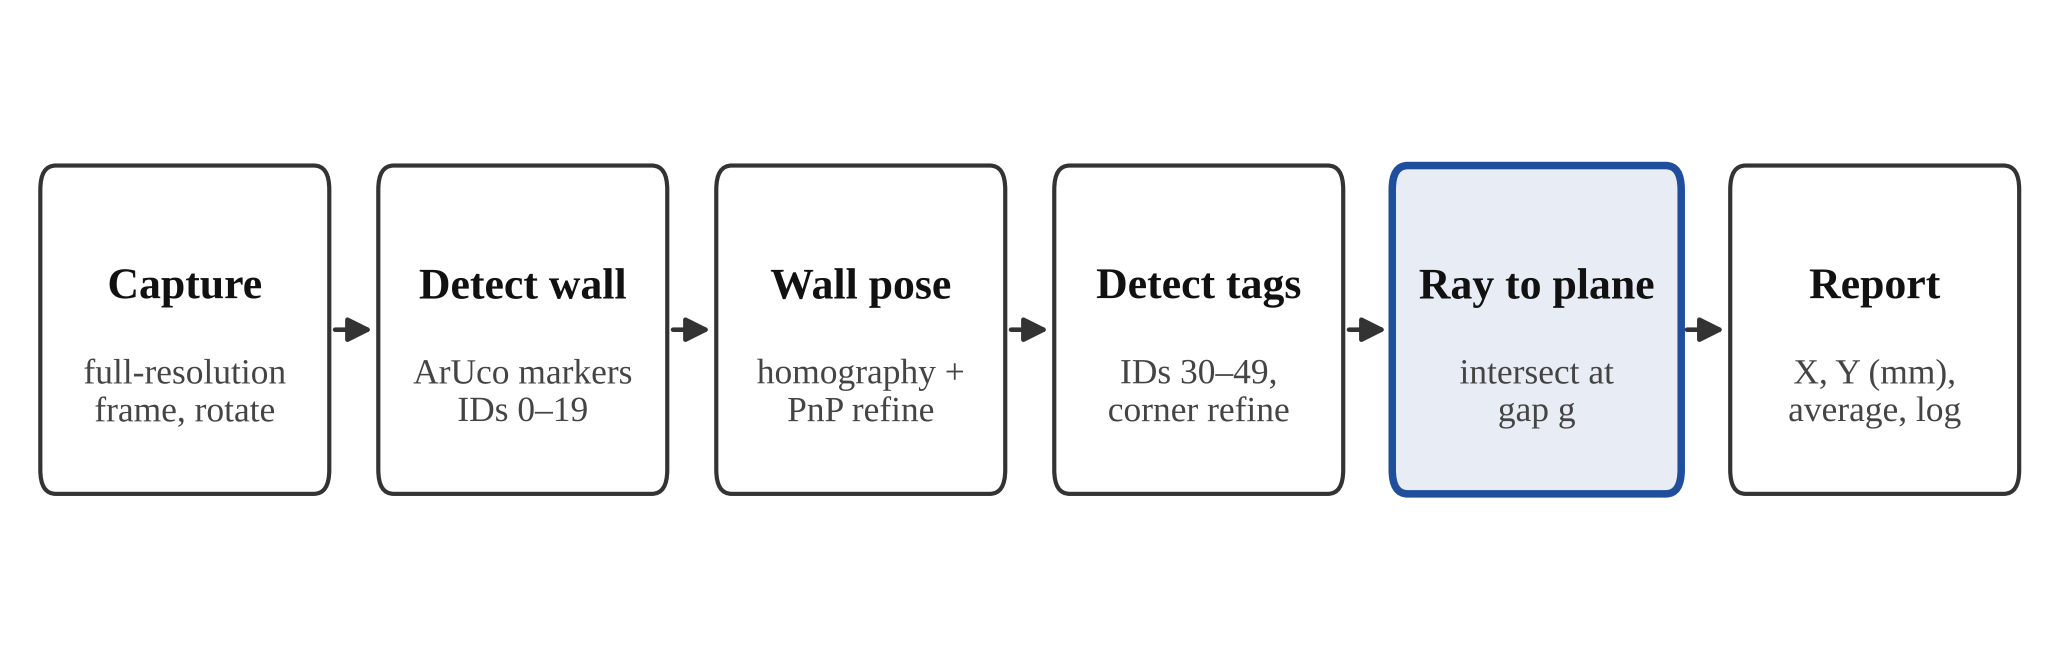 Capture
full-resolution
frame, rotate
Detect wall
ArUco markers
IDs 0–19
Wall pose
homography +
PnP refine
Detect tags
IDs 30–49,
corner refine
Ray to plane
intersect at
gap g
Report
X, Y (mm),
average, log